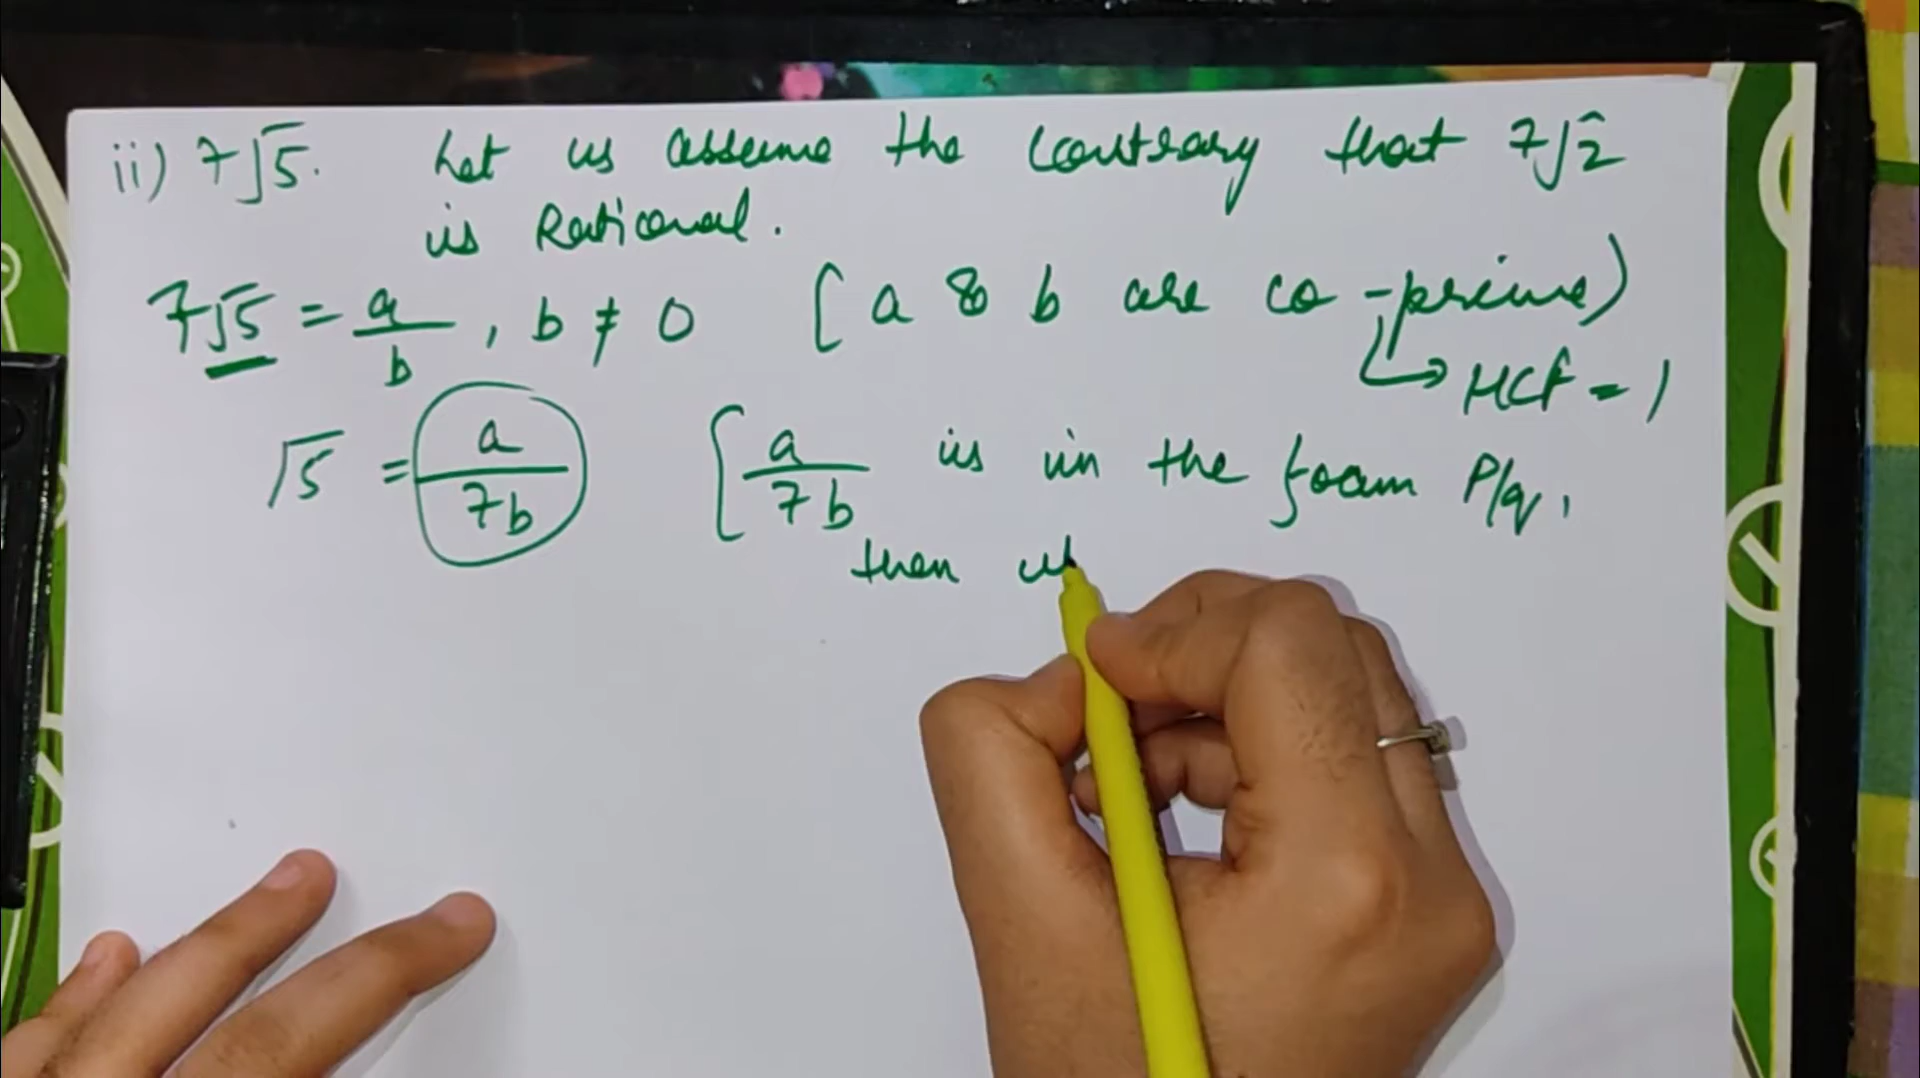 ii) 7√5. Let us assume the contrary that 7√2
is Rational.
7√5 = a/b, b ≠ 0 [a & b are co-prime)
↳ HCF = 1
√5 = a/7b [a/7b is in the foam P/q,
then